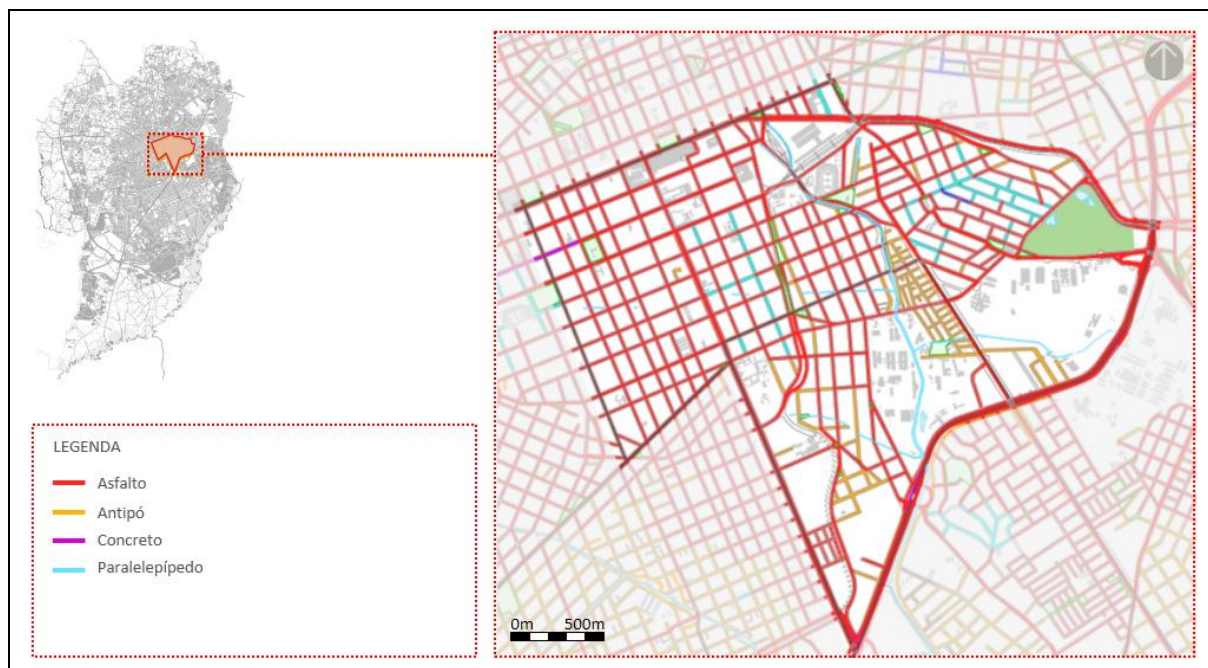 LEGENDA
Asfalto
Antipó
Concreto
Paralelepípedo
0m 500m